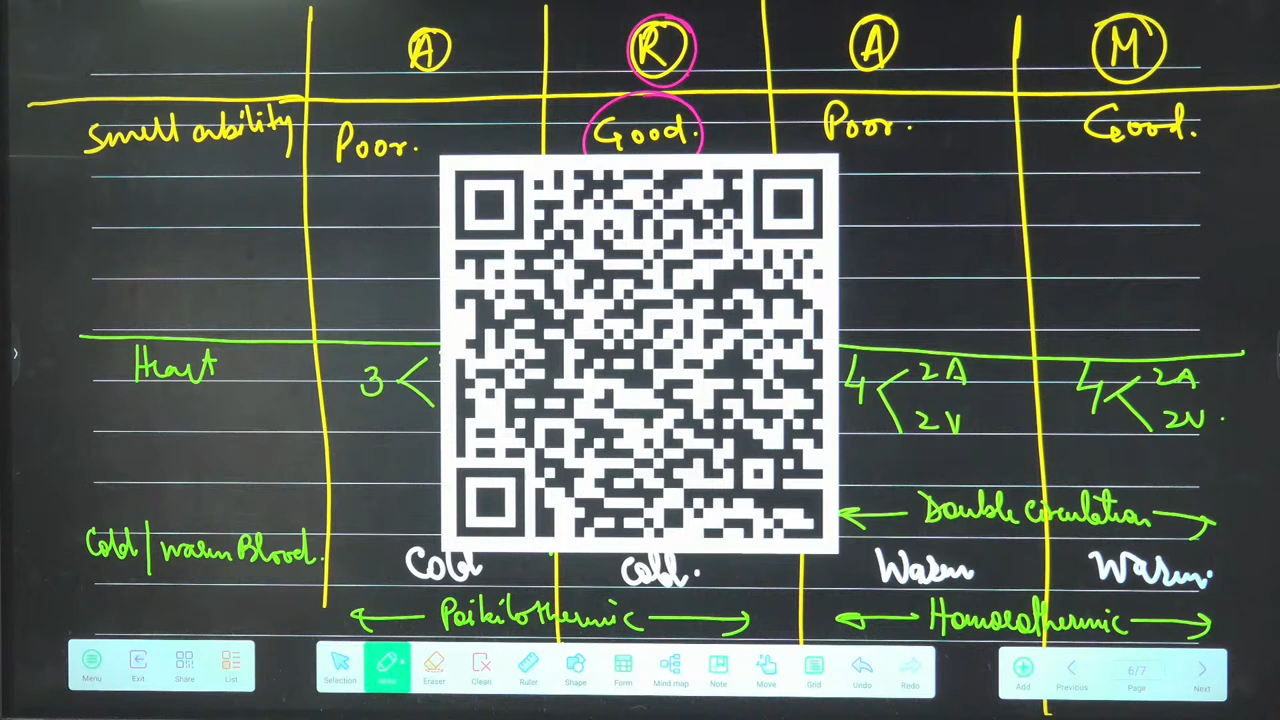 A R A M
Smell ability Poor. Good. Poor. Good.
Heart 3 4 2A 4 2A
2V 2V.
Double circulation
Cold/warm Blood. Cold Cold. Warm Warm.
Poikilothermic Homoeothermic
Menu Exit Share List Selection Eraser Clean Ruler Shape Form Mind map Note Move Grid Undo Redo Add Previous 6/7 Page Next